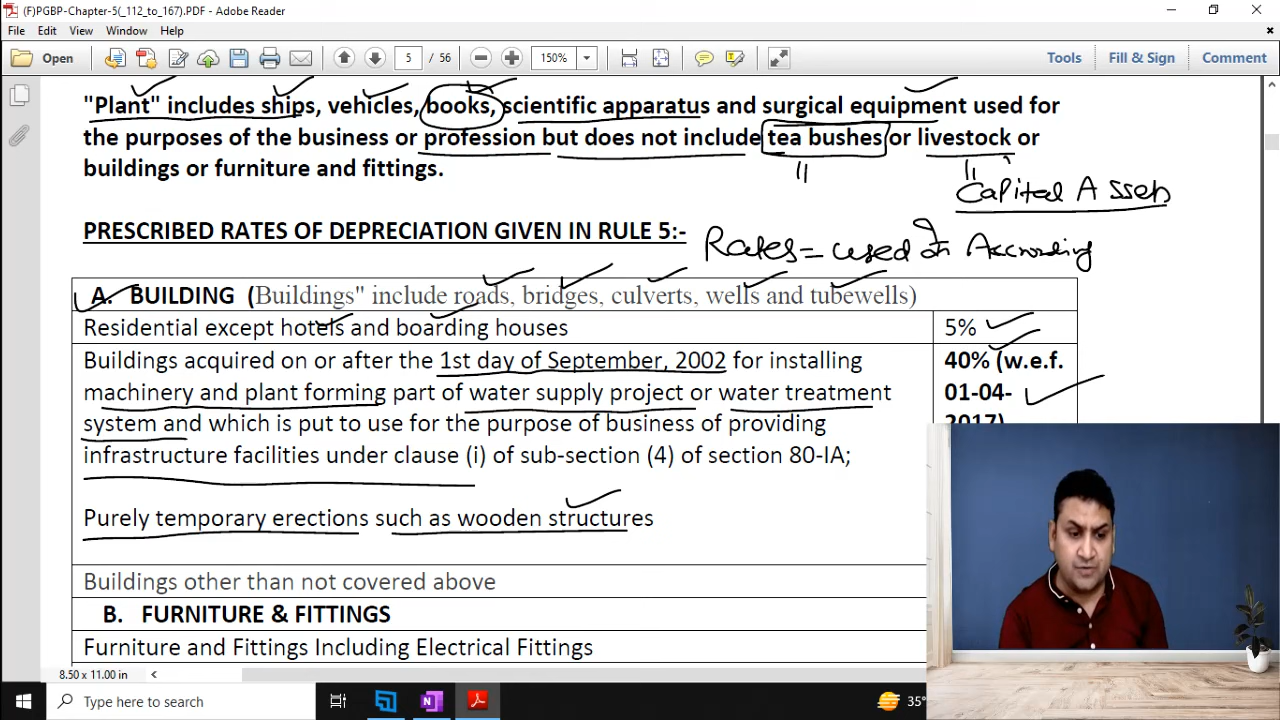 (F)PGBP-Chapter-5(_112_to_167).PDF - Adobe Reader
File Edit View Window Help
Open 5 / 56 150% Tools Fill & Sign Comment
"Plant" includes ships, vehicles, books, scientific apparatus and surgical equipment used for
the purposes of the business or profession but does not include tea bushes or livestock or
buildings or furniture and fittings.
Capital Assets
PRESCRIBED RATES OF DEPRECIATION GIVEN IN RULE 5:-
Rates = used According
A. BUILDING (Buildings" include roads, bridges, culverts, wells and tubewells)
Residential except hotels and boarding houses 5%
Buildings acquired on or after the 1st day of September, 2002 for installing 40% (w.e.f.
machinery and plant forming part of water supply project or water treatment 01-04-
system and which is put to use for the purpose of business of providing 2017)
infrastructure facilities under clause (i) of sub-section (4) of section 80-IA;
Purely temporary erections such as wooden structures
Buildings other than not covered above
B. FURNITURE & FITTINGS
Furniture and Fittings Including Electrical Fittings
8.50 x 11.00 in
Type here to search
35°